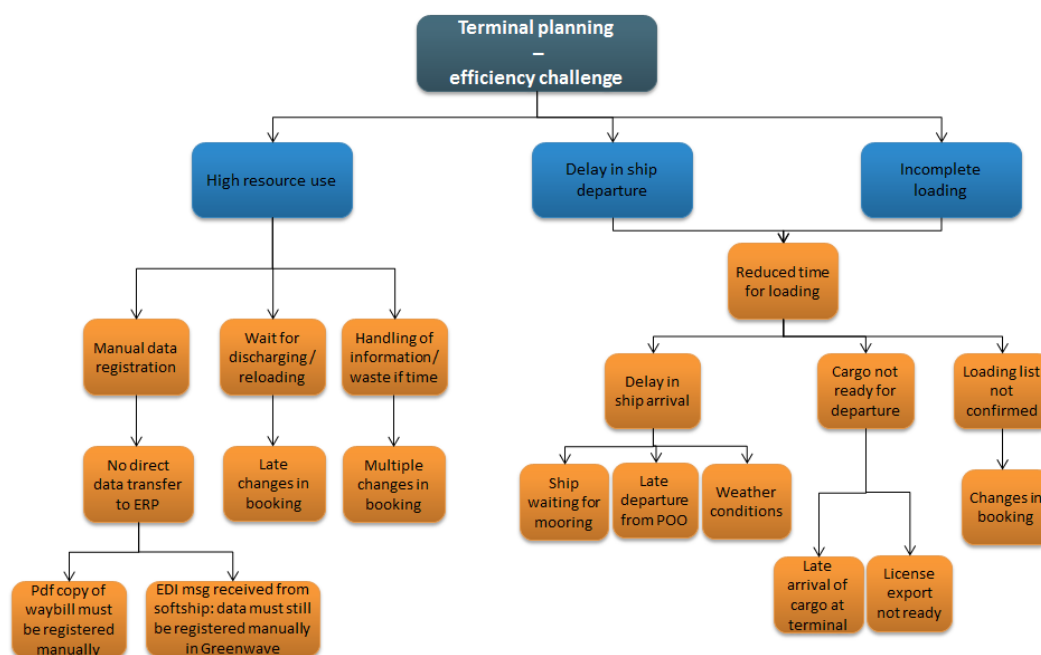 Terminal planning
–
efficiency challenge
High resource use
Delay in ship
departure
Incomplete
loading
Reduced time
for loading
Manual data
registration
Wait for
discharging /
reloading
Handling of
information/
waste if time
Delay in
ship arrival
Cargo not
ready for
departure
Loading list
not
confirmed
No direct
data transfer
to ERP
Late
changes in
booking
Multiple
changes in
booking
Ship
waiting for
mooring
Late
departure
from POO
Weather
conditions
Changes in
booking
Pdf copy of
waybill must
be registered
manually
EDI msg received from
softship: data must still
be registered manually
in Greenwave
Late
arrival of
cargo at
terminal
License
export
not ready